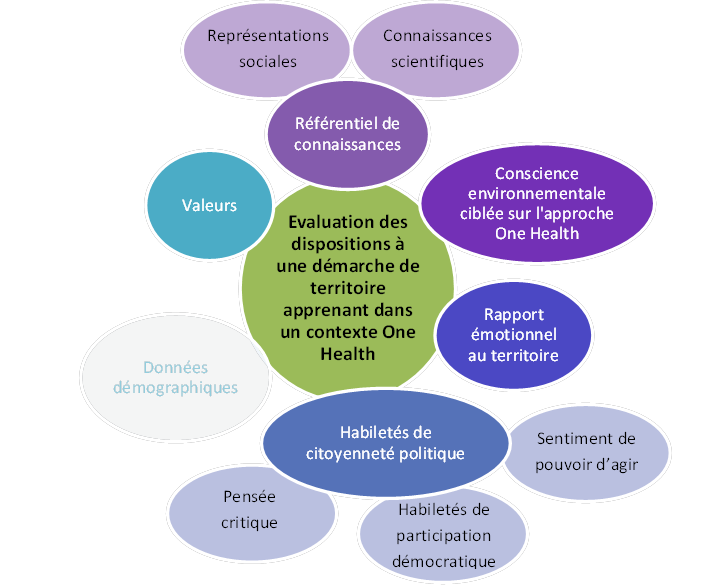 Représentations
sociales
Connaissances
scientifiques
Référentiel de
connaissances
Valeurs
Conscience
environnementale
ciblée sur l'approche
One Health
Evaluation des
dispositions à
une démarche de
territoire
apprenant dans
un contexte One
Health
Rapport
émotionnel
au territoire
Données
démographiques
Habiletés de
citoyenneté politique
Sentiment de
pouvoir d’agir
Pensée
critique
Habiletés de
participation
démocratique